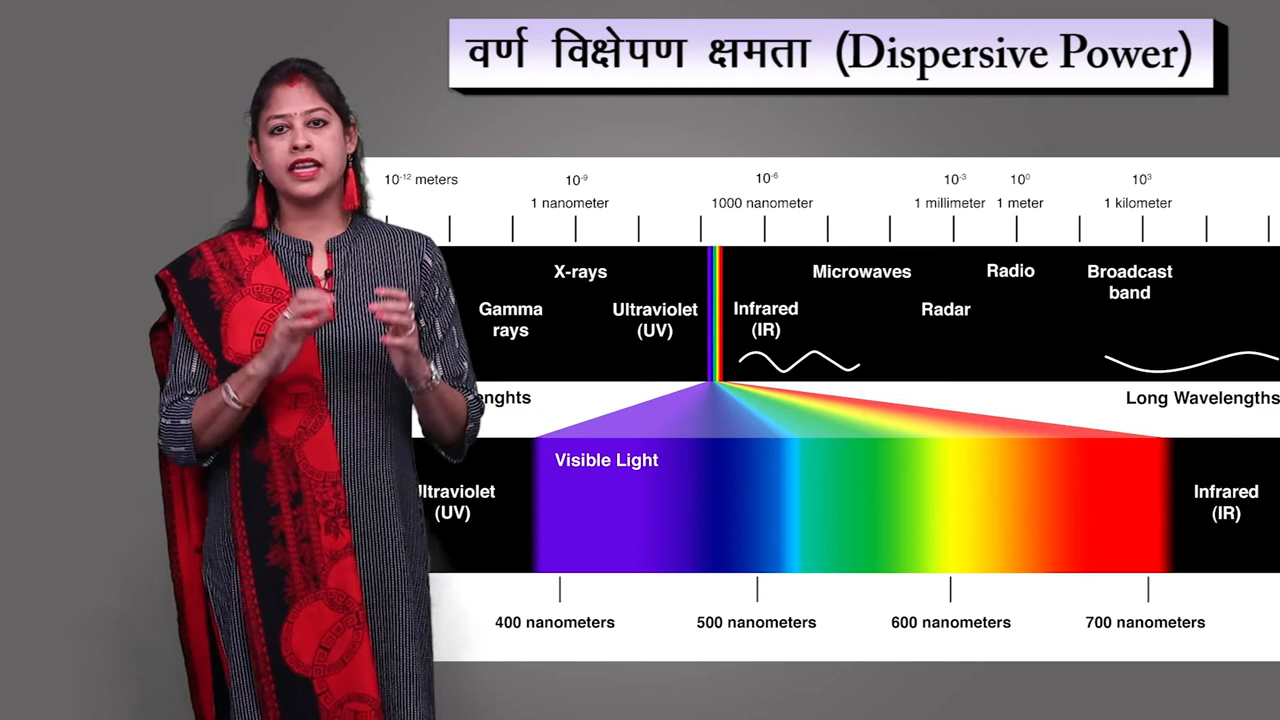 वर्ण विक्षेपण क्षमता (Dispersive Power)
10-12 meters 10-9 10-6 10-3 100 103
1 nanometer 1000 nanometer 1 millimeter 1 meter 1 kilometer
X-rays Microwaves Radio Broadcast
band
Gamma
rays
Ultraviolet
(UV)
Infrared
(IR)
Radar
Long Wavelengths
Visible Light
(UV)
Infrared
(IR)
400 nanometers 500 nanometers 600 nanometers 700 nanometers